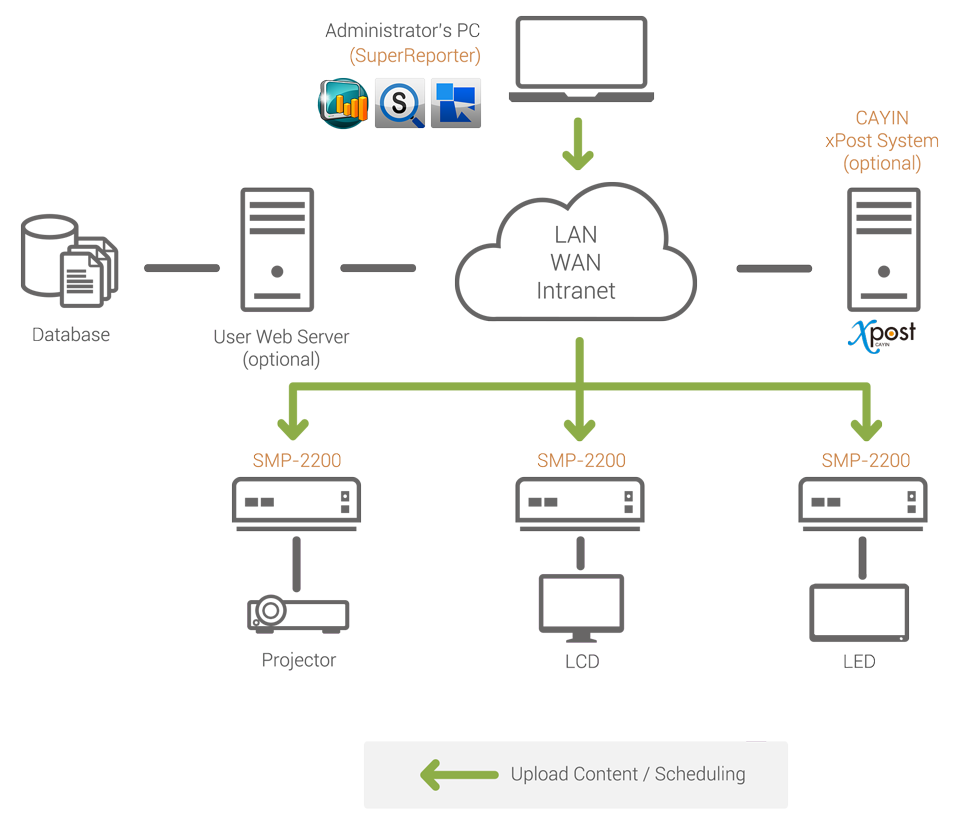 Administrator's PC
(SuperReporter)
S
CAYIN
xPost System
(optional)
LAN
WAN
Intranet
Database
User Web Server
(optional)
Xpost
CAYIN
SMP-2200
SMP-2200
SMP-2200
Projector
LCD
LED
Upload Content / Scheduling